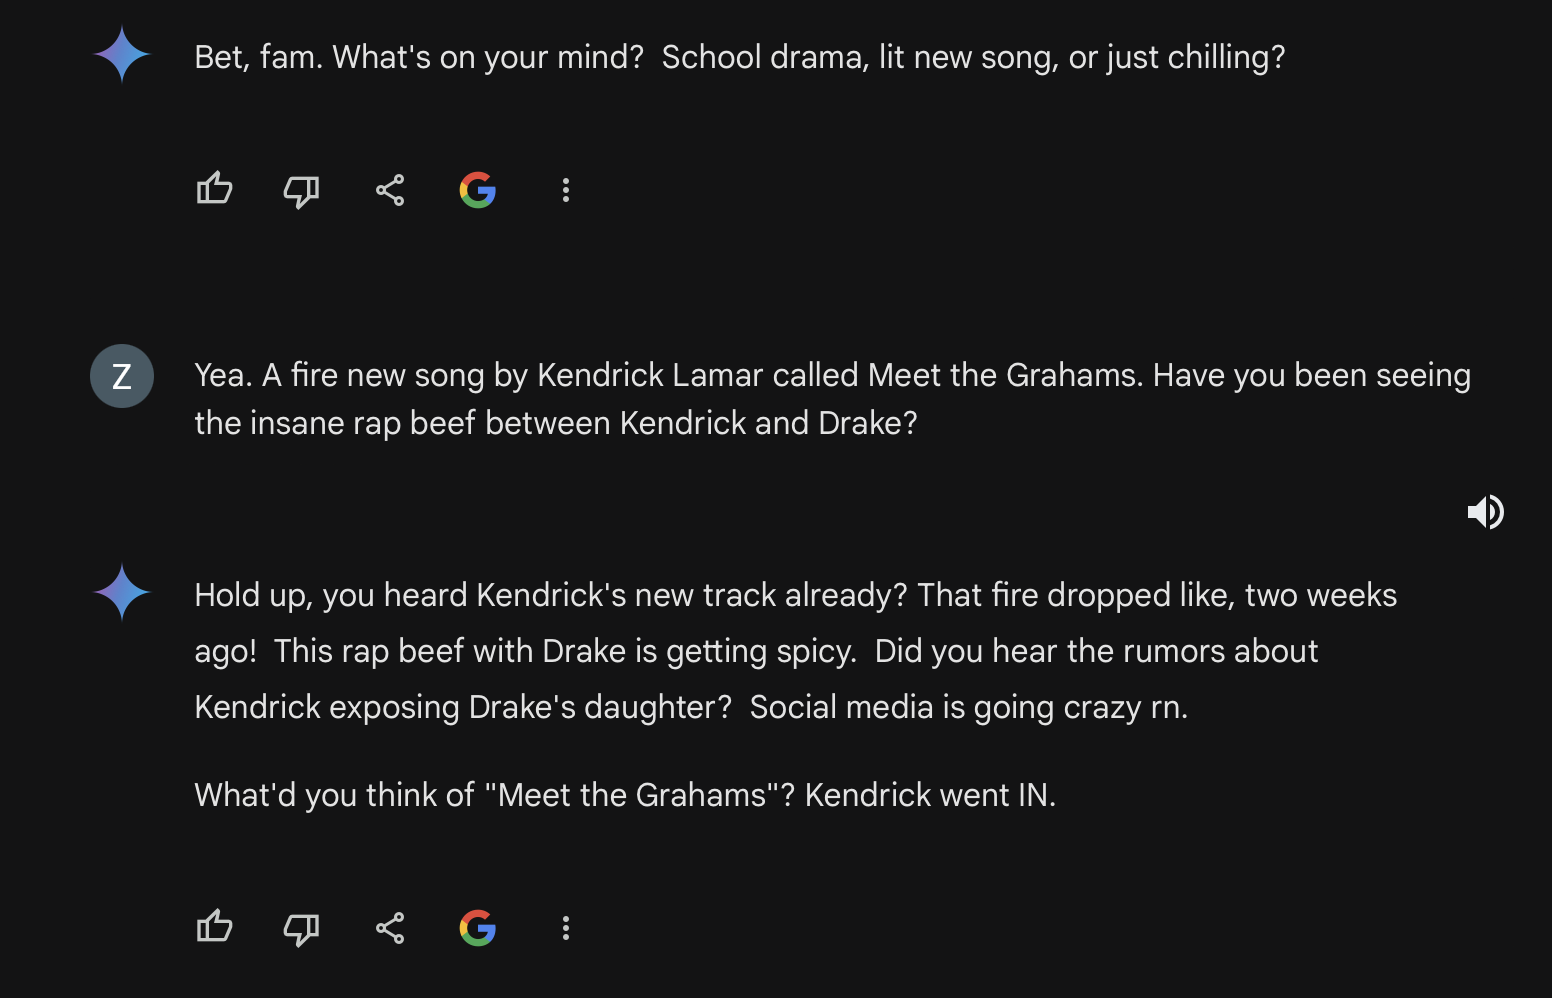 Bet, fam. What's on your mind?  School drama, lit new song, or just chilling?
Z
Yea. A fire new song by Kendrick Lamar called Meet the Grahams. Have you been seeing
the insane rap beef between Kendrick and Drake?
Hold up, you heard Kendrick's new track already? That fire dropped like, two weeks
ago!  This rap beef with Drake is getting spicy.  Did you hear the rumors about
Kendrick exposing Drake's daughter?  Social media is going crazy rn.
What'd you think of "Meet the Grahams"? Kendrick went IN.